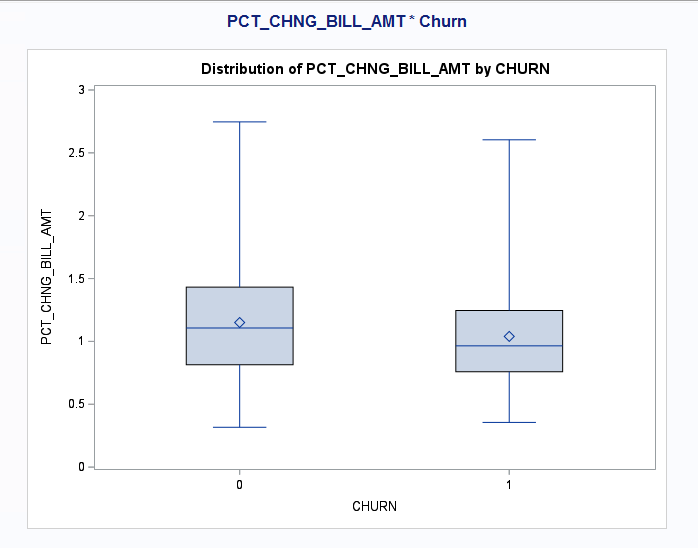 PCT_CHNG_BILL_AMT * Churn
Distribution of PCT_CHNG_BILL_AMT by CHURN
3
2.5
2
1.5
1
0.5
0
PCT_CHNG_BILL_AMT
0
1
CHURN